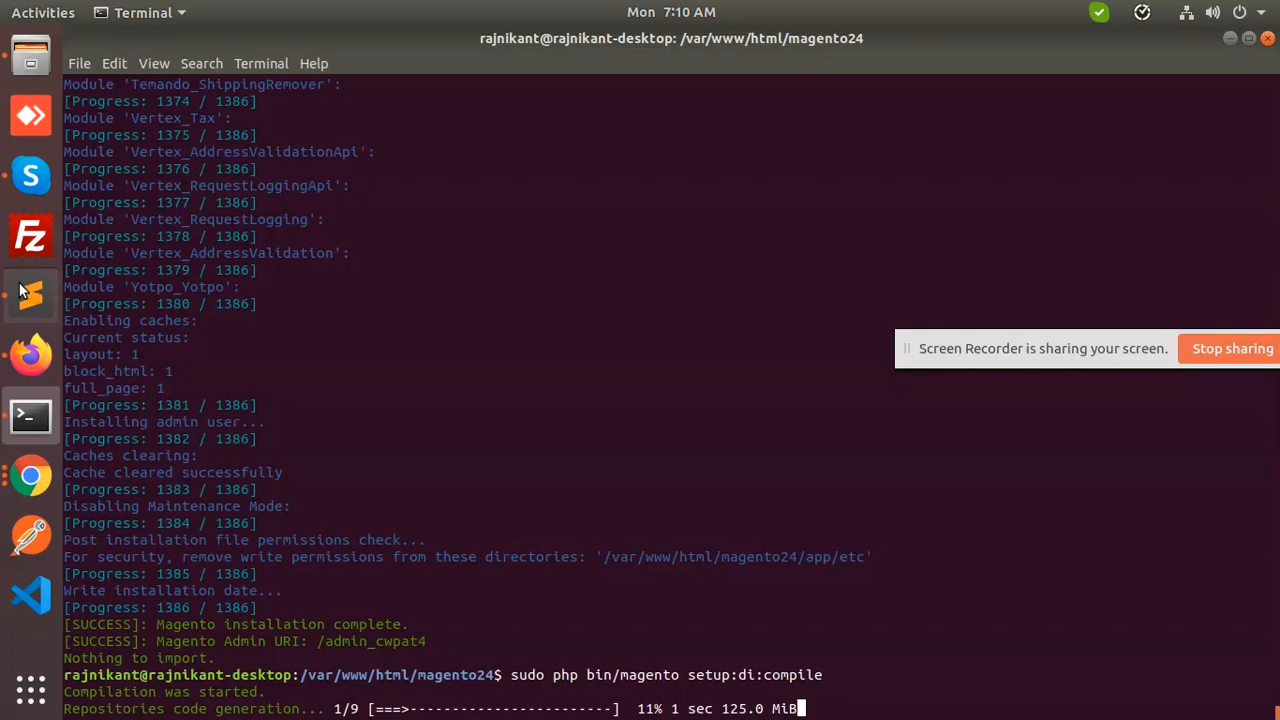 Activities
Terminal
Mon 7:10 AM
rajnikant@rajnikant-desktop: /var/www/html/magento24
File Edit View Search Terminal Help
Module 'Temando_ShippingRemover':
[Progress: 1374 / 1386]
Module 'Vertex_Tax':
[Progress: 1375 / 1386]
Module 'Vertex_AddressValidationApi':
[Progress: 1376 / 1386]
Module 'Vertex_RequestLoggingApi':
[Progress: 1377 / 1386]
Module 'Vertex_RequestLogging':
[Progress: 1378 / 1386]
Module 'Vertex_AddressValidation':
[Progress: 1379 / 1386]
Module 'Yotpo_Yotpo':
[Progress: 1380 / 1386]
Enabling caches:
Current status:
layout: 1
block_html: 1
full_page: 1
[Progress: 1381 / 1386]
Installing admin user...
[Progress: 1382 / 1386]
Caches clearing:
Cache cleared successfully
[Progress: 1383 / 1386]
Disabling Maintenance Mode:
[Progress: 1384 / 1386]
Post installation file permissions check...
For security, remove write permissions from these directories: '/var/www/html/magento24/app/etc'
[Progress: 1385 / 1386]
Write installation date...
[Progress: 1386 / 1386]
[SUCCESS]: Magento installation complete.
[SUCCESS]: Magento Admin URI: /admin_cwpat4
Nothing to import.
rajnikant@rajnikant-desktop:/var/www/html/magento24$ sudo php bin/magento setup:di:compile
Compilation was started.
Repositories code generation... 1/9 [===>------------------------] 11% 1 sec 125.0 MiB
Screen Recorder is sharing your screen.
Stop sharing
S
Fz